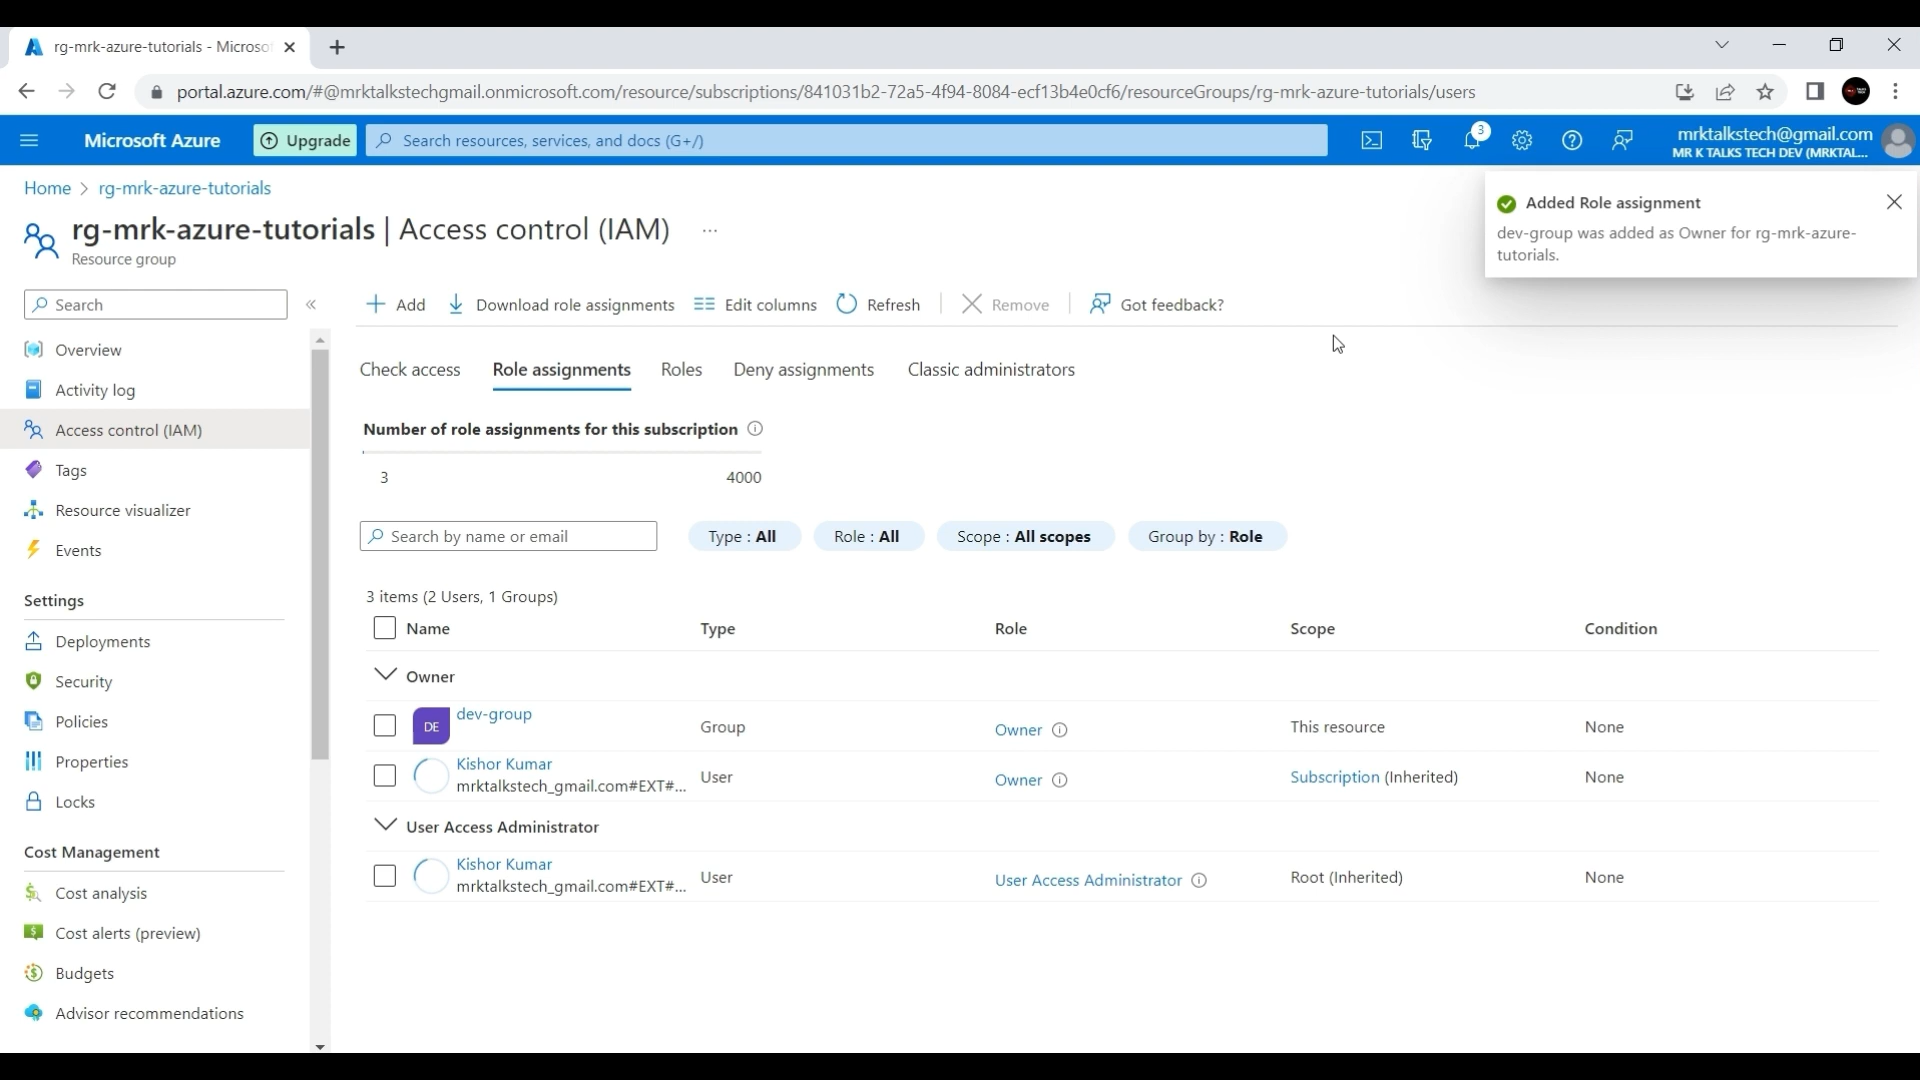 rg-mrk-azure-tutorials - Microso
portal.azure.com/#@mrktalkstechgmail.onmicrosoft.com/resource/subscriptions/841031b2-72a5-4f94-8084-ecf13b4e0cf6/resourceGroups/rg-mrk-azure-tutorials/users
Microsoft Azure
Upgrade
Search resources, services, and docs (G+/)
3
mrktalkstech@gmail.com
MR K TALKS TECH DEV (MRKTAL...
Home > rg-mrk-azure-tutorials
rg-mrk-azure-tutorials | Access control (IAM) ...
Resource group
Added Role assignment
dev-group was added as Owner for rg-mrk-azure-
tutorials.
Search
Add
Download role assignments
Edit columns
Refresh
Remove
Got feedback?
Overview
Activity log
Access control (IAM)
Tags
Resource visualizer
Events
Settings
Deployments
Security
Policies
Properties
Locks
Cost Management
Cost analysis
Cost alerts (preview)
Budgets
Advisor recommendations
Check access
Role assignments
Roles
Deny assignments
Classic administrators
Number of role assignments for this subscription
3
4000
Search by name or email
Type : All
Role : All
Scope : All scopes
Group by : Role
3 items (2 Users, 1 Groups)
Name Type Role Scope Condition
Owner
DE dev-group Group Owner This resource None
Kishor Kumar
mrktalkstech_gmail.com#EXT#... User Owner Subscription (Inherited) None
User Access Administrator
Kishor Kumar
mrktalkstech_gmail.com#EXT#... User User Access Administrator Root (Inherited) None